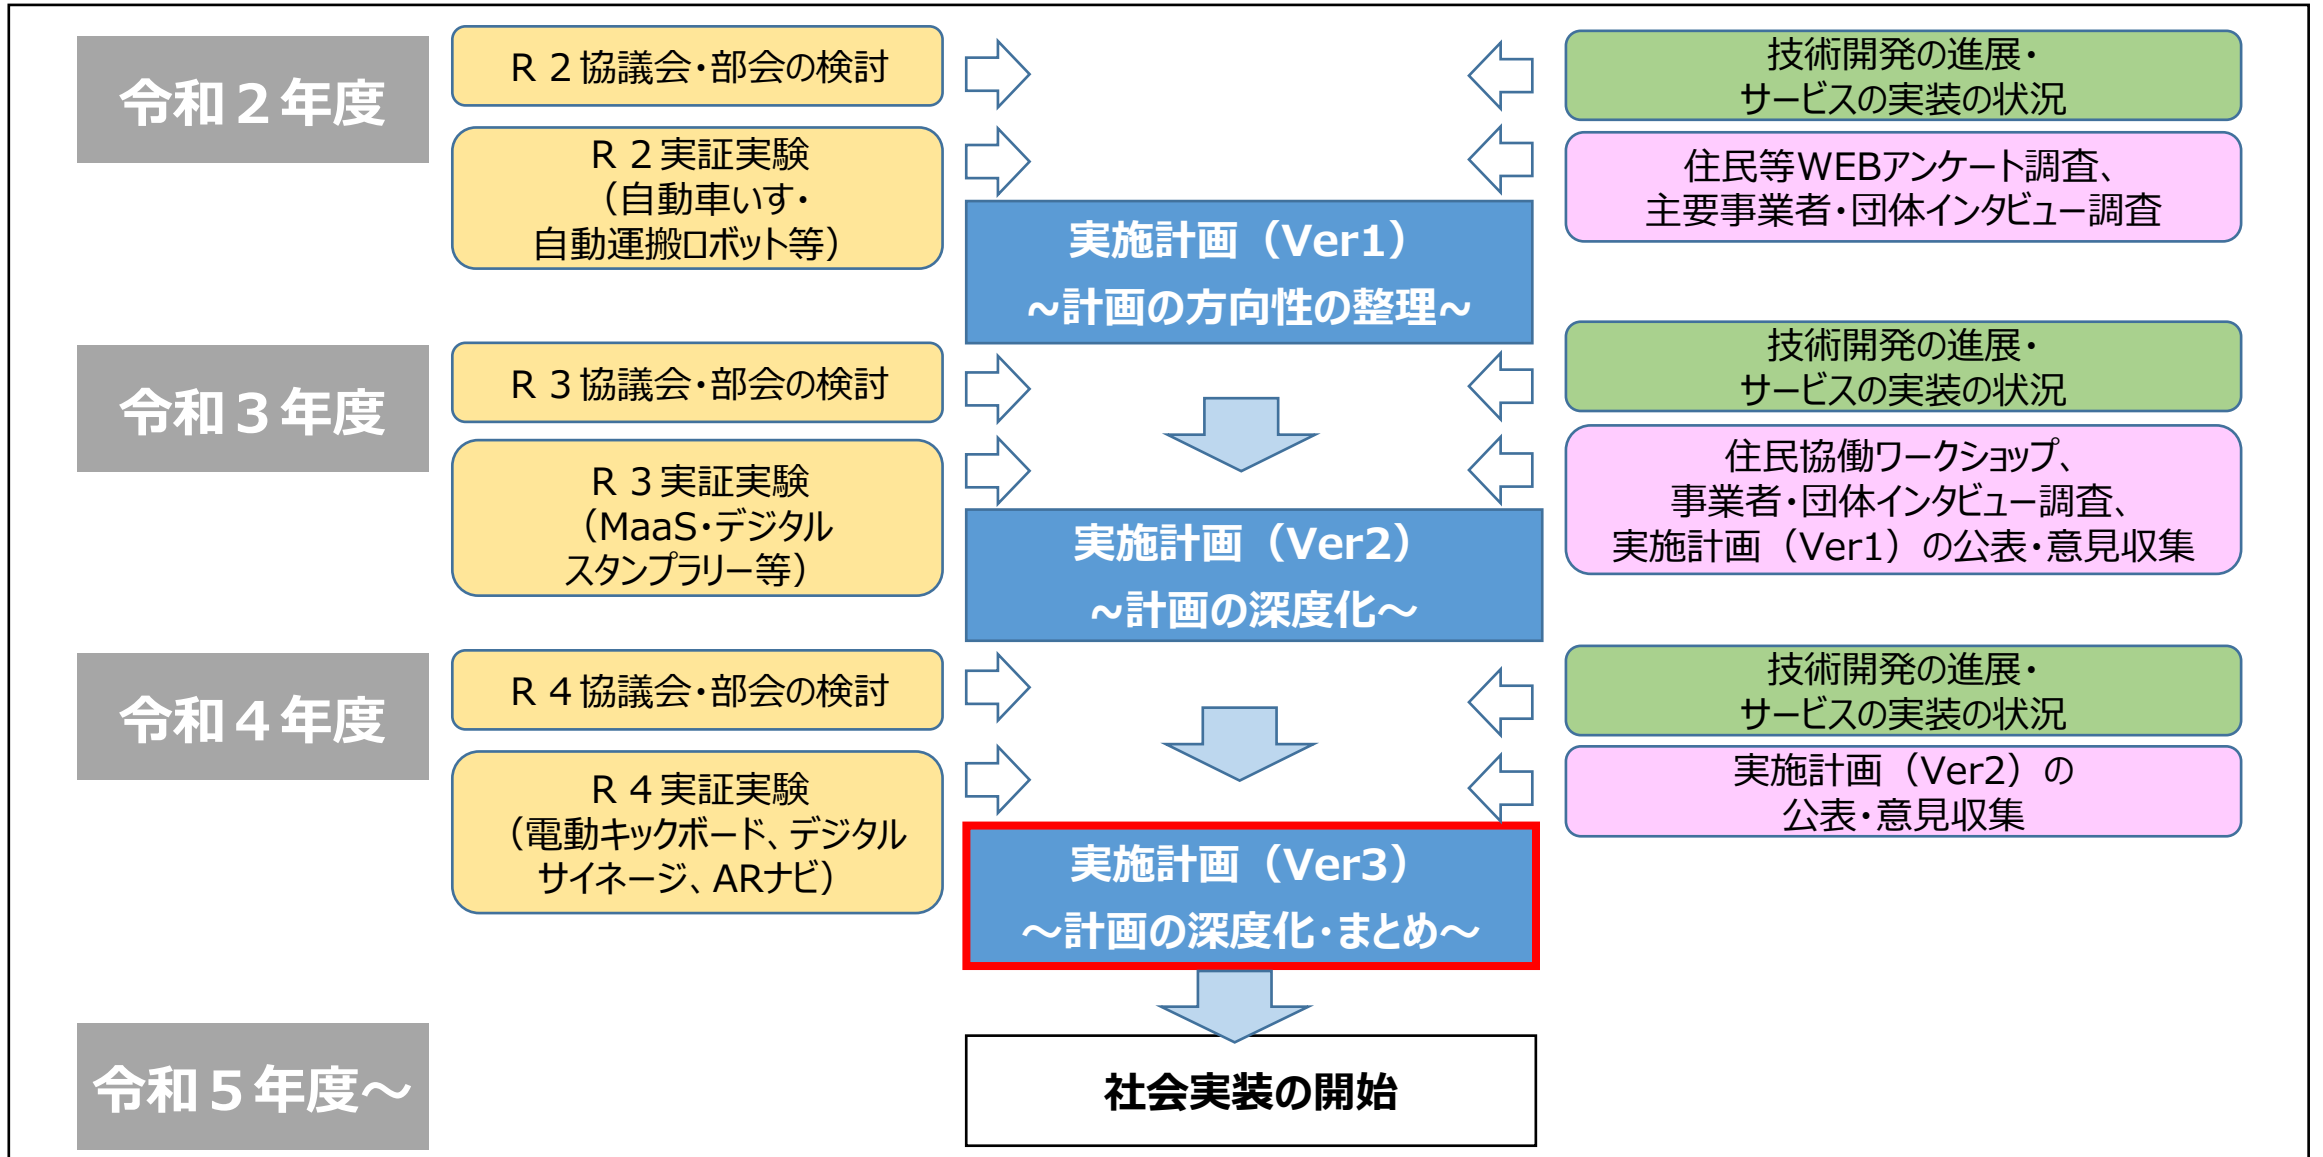 令和２年度
Ｒ２協議会・部会の検討
Ｒ２実証実験
（自動車いす・
自動運搬ロボット等）
技術開発の進展・
サービスの実装の状況
住民等WEBアンケート調査、
主要事業者・団体インタビュー調査
実施計画（Ver1）
~計画の方向性の整理~
令和３年度
Ｒ３協議会・部会の検討
Ｒ３実証実験
（MaaS・デジタル
スタンプラリー等）
技術開発の進展・
サービスの実装の状況
住民協働ワークショップ、
事業者・団体インタビュー調査、
実施計画（Ver1）の公表・意見収集
実施計画（Ver2）
~計画の深度化～
令和４年度
Ｒ４協議会・部会の検討
Ｒ４実証実験
（電動キックボード、デジタル
サイネージ、ARナビ）
技術開発の進展・
サービスの実装の状況
実施計画（Ver2）の
公表・意見収集
実施計画（Ver3）
～計画の深度化・まとめ～
令和５年度～
社会実装の開始